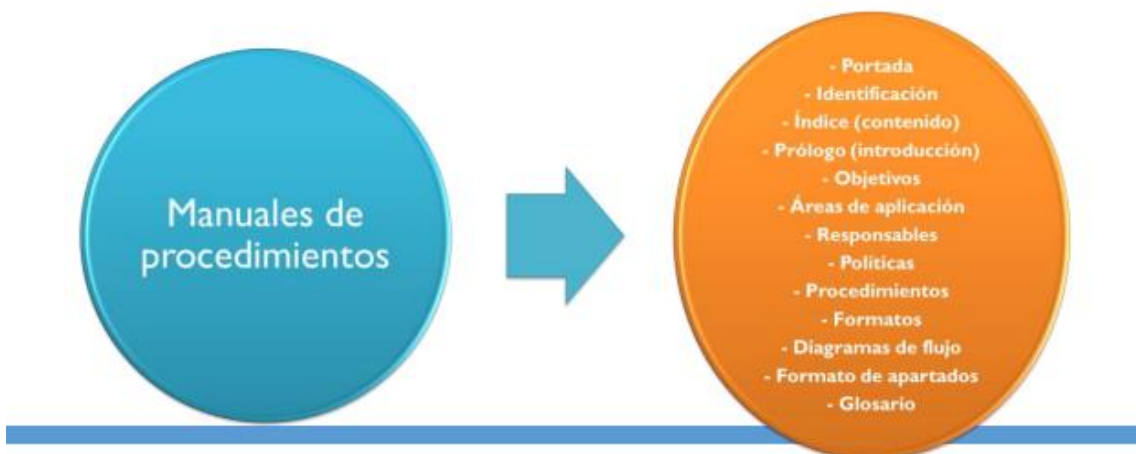 Manuales de
procedimientos
- Portada
- Identificación
- Índice (contenido)
- Prólogo (introducción)
- Objetivos
- Áreas de aplicación
- Responsables
- Políticas
- Procedimientos
- Formatos
- Diagramas de flujo
- Formato de apartados
- Glosario